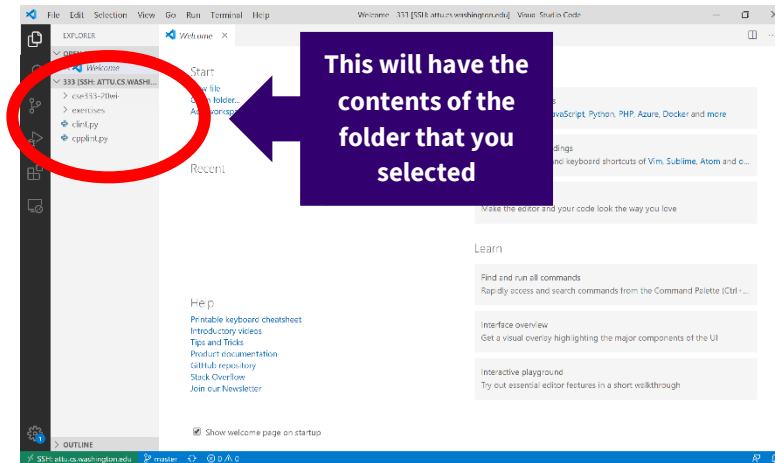 File Edit Selection View Go Run Terminal Help
Welcome - 333 [SSH: attu.cs.washington.edu] - Visual Studio Code
EXPLORER
Welcome
Welcome
333 [SSH: ATTU.CS.WASHI...
cse333-20wi-
exercises
clint.py
cpplint.py
Start
Recent
This will have the
contents of the
folder that you
selected
JavaScript, Python, PHP, Azure, Docker and more
and keyboard shortcuts of Vim, Sublime, Atom and o...
Make the editor and your code look the way you love
Learn
Find and run all commands
Rapidly access and search commands from the Command Palette (Ctrl+...
Interface overview
Get a visual overlay highlighting the major components of the UI
Interactive playground
Try out essential editor features in a short walkthrough
Help
Printable keyboard cheatsheet
Introductory videos
Tips and Tricks
Product documentation
GitHub repository
Stack Overflow
Join our Newsletter
Show welcome page on startup
OUTLINE
SSH: attu.cs.washington.edu master 0 0